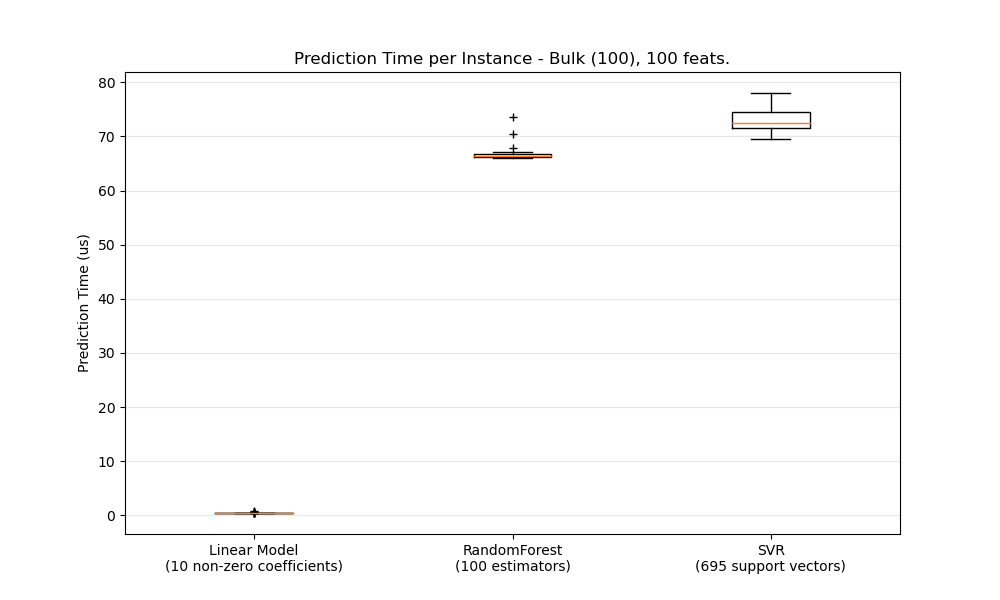 Prediction Time per Instance - Bulk (100), 100 feats.
80
70
60
50
40
30
20
10
0
Prediction Time (us)
Linear Model
(10 non-zero coefficients)
RandomForest
(100 estimators)
SVR
(695 support vectors)